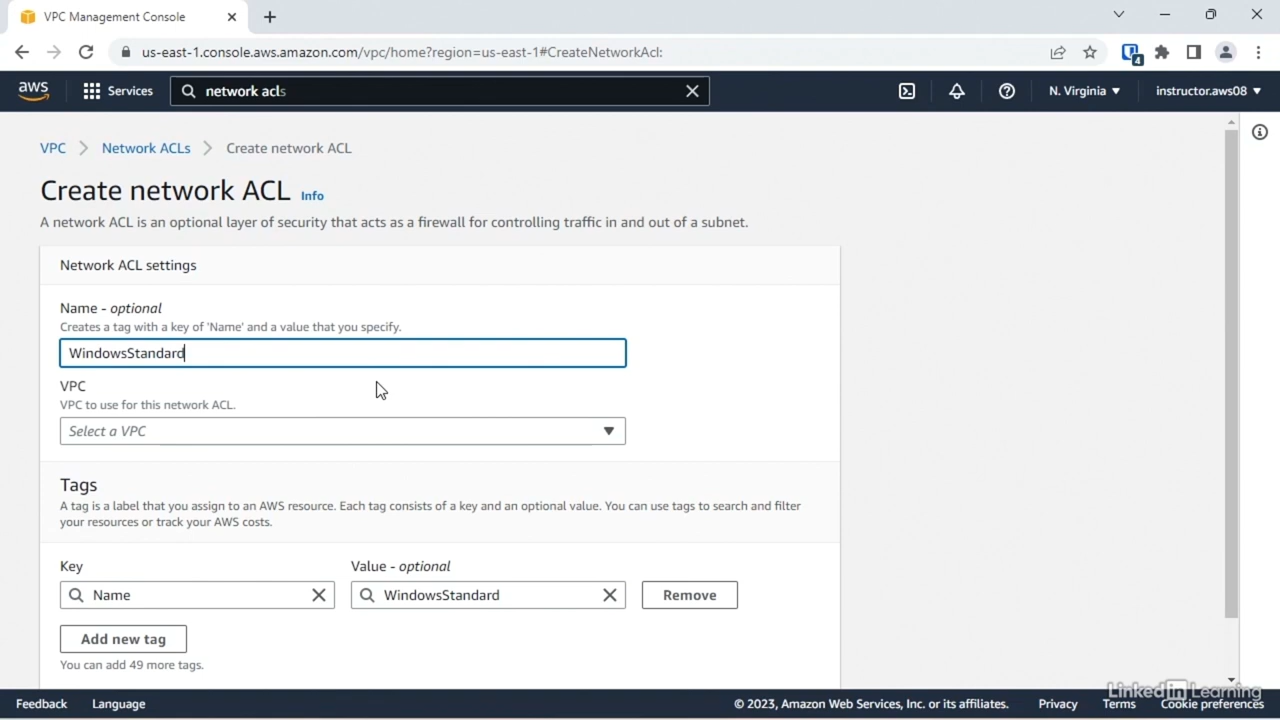 VPC Management Console
us-east-1.console.aws.amazon.com/vpc/home?region=us-east-1#CreateNetworkAcl:
4
aws
Services
network acls
N. Virginia
instructor.aws08
VPC
Network ACLs
Create network ACL
Create network ACL
Info
A network ACL is an optional layer of security that acts as a firewall for controlling traffic in and out of a subnet.
Network ACL settings
Name - optional
Creates a tag with a key of 'Name' and a value that you specify.
WindowsStandard
VPC
VPC to use for this network ACL.
Select a VPC
Tags
A tag is a label that you assign to an AWS resource. Each tag consists of a key and an optional value. You can use tags to search and filter
your resources or track your AWS costs.
Key
Value - optional
Name
WindowsStandard
Remove
Add new tag
You can add 49 more tags.
LinkedIn Learning
Feedback
Language
© 2023, Amazon Web Services, Inc. or its affiliates.
Privacy
Terms
Cookie preferences